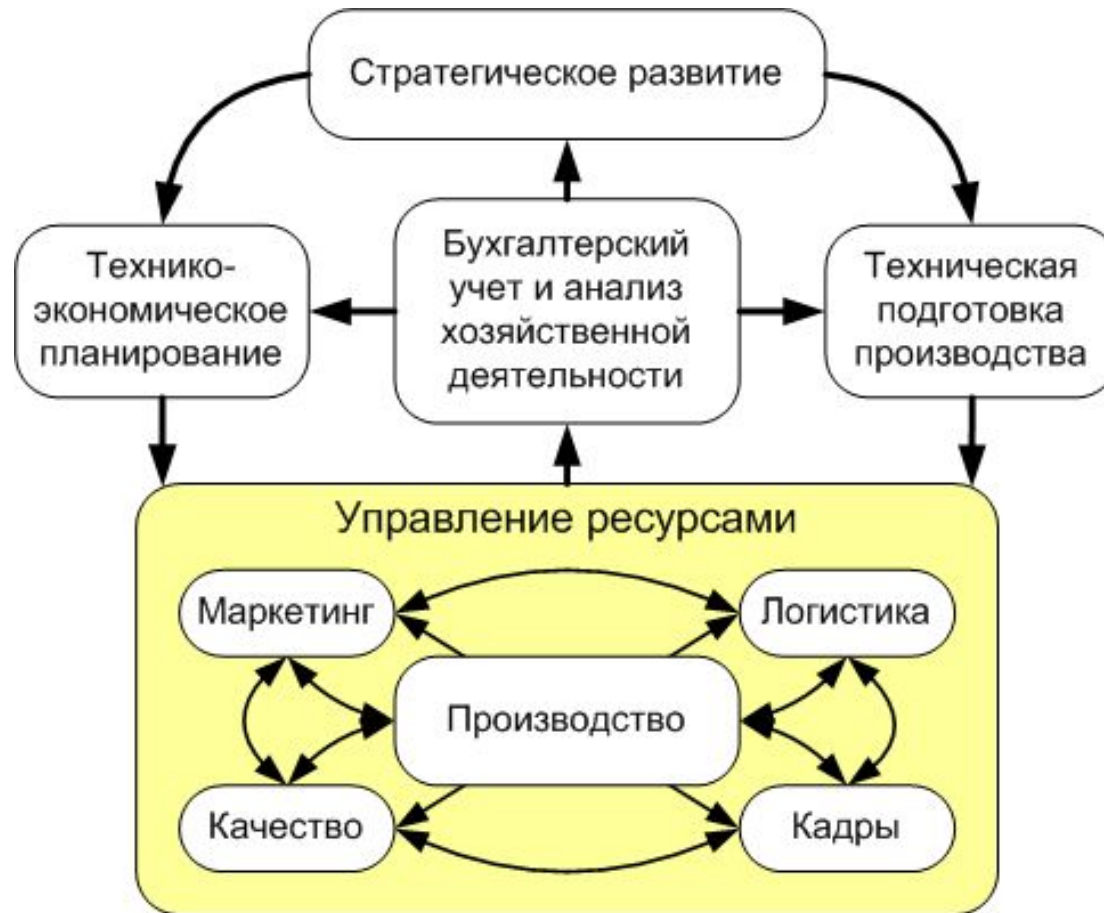 Стратегическое развитие
Технико-
экономическое
планирование
Бухгалтерский
учет и анализ
хозяйственной
деятельности
Техническая
подготовка
производства
Управление ресурсами
Маркетинг
Логистика
Производство
Качество
Кадры